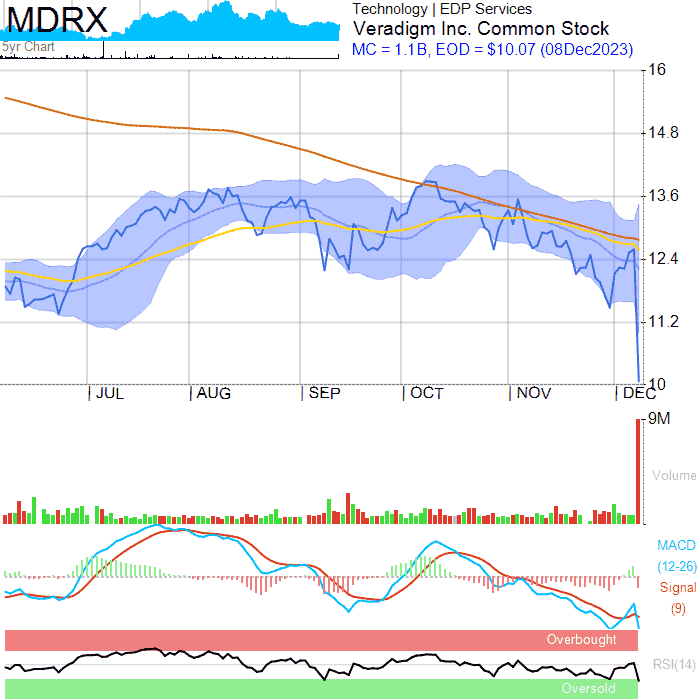 MDRX
Technology | EDP Services
Veradigm Inc. Common Stock
5yr Chart
MC = 1.1B, EOD = $10.07 (08Dec2023)
16
14.8
13.6
12.4
11.2
10
| JUL | AUG | SEP | OCT | NOV | DEC
9M
Volume
MACD
(12-26)
Signal
(9)
Overbought
RSI(14)
Oversold